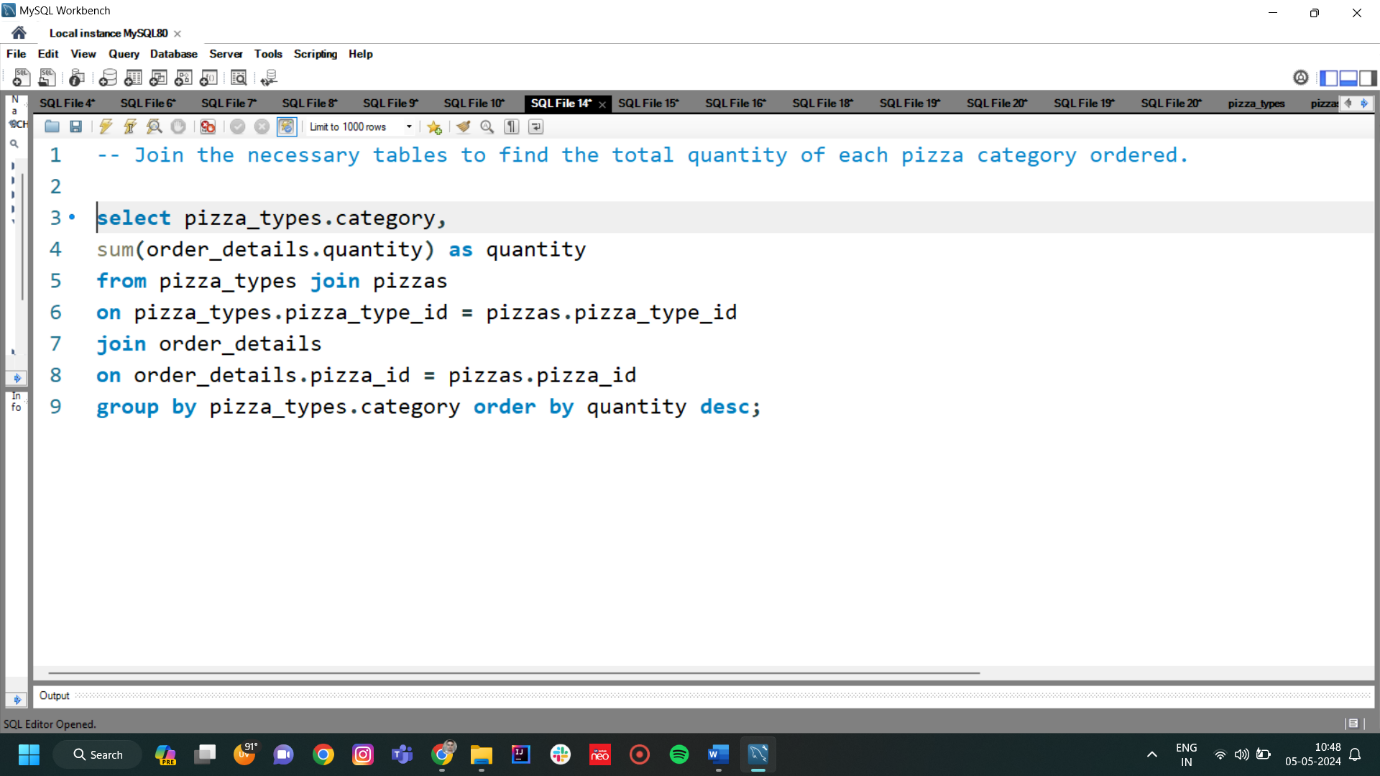 MySQL Workbench
Local instance MySQL80
File Edit View Query Database Server Tools Scripting Help
SQL File 4* SQL File 6* SQL File 7* SQL File 8* SQL File 9* SQL File 10* SQL File 14* SQL File 15* SQL File 16* SQL File 18* SQL File 19* SQL File 20* SQL File 19* SQL File 20* pizza_types pizzas
Limit to 1000 rows
1 -- Join the necessary tables to find the total quantity of each pizza category ordered.
2
3 select pizza_types.category,
4 sum(order_details.quantity) as quantity
5 from pizza_types join pizzas
6 on pizza_types.pizza_type_id = pizzas.pizza_type_id
7 join order_details
8 on order_details.pizza_id = pizzas.pizza_id
9 group by pizza_types.category order by quantity desc;
Output
SQL Editor Opened.
Search
PRE
91°
neo
ENG
IN
10:48
05-05-2024